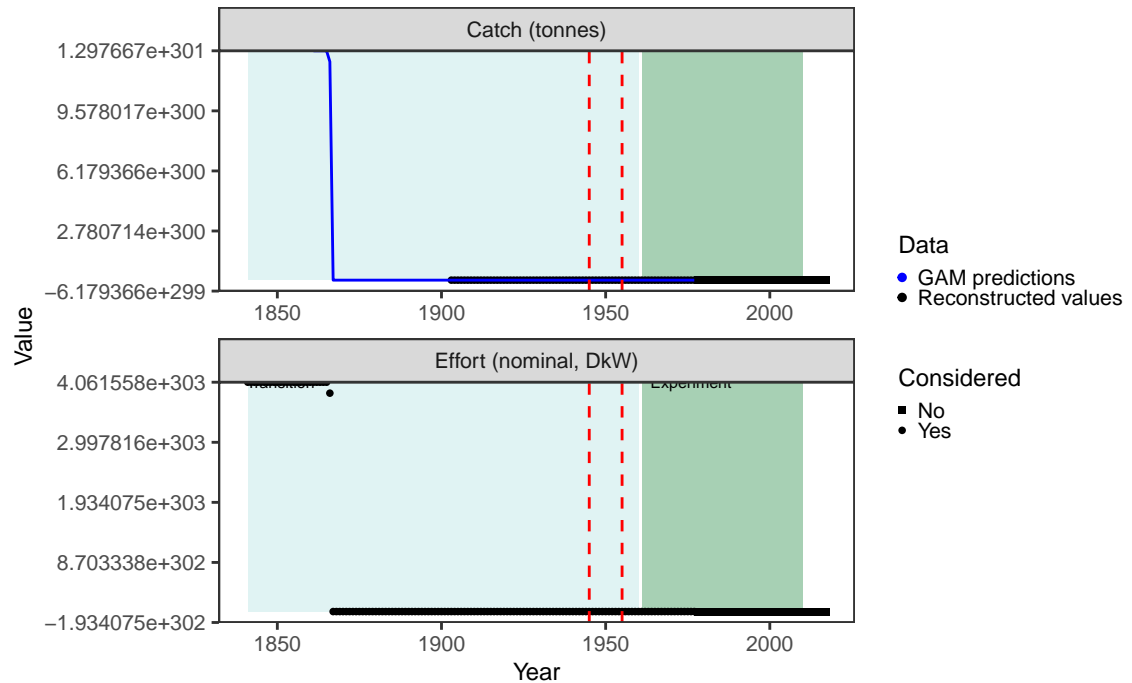 Catch (tonnes)
1.297667e+301
9.578017e+300
6.179366e+300
2.780714e+300
−6.179366e+299
1850
1900
1950
2000
Value
Effort (nominal, DkW)
Transition
Experiment
4.061558e+303
2.997816e+303
1.934075e+303
8.703338e+302
−1.934075e+302
1850
1900
1950
2000
Year
Data
GAM predictions
Reconstructed values
Considered
No
Yes